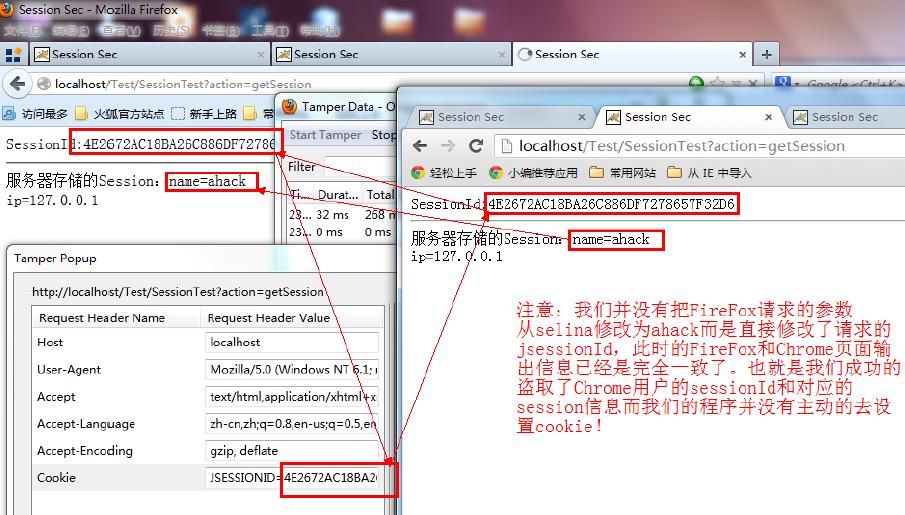 Session Sec - Mozilla Firefox
文件(F) 编辑(E) 查看(V) 历史(S) 书签(B) 工具(T) 帮助(H)
Session Sec
Session Sec
Session Sec
localhost/Test/SessionTest?action=getSession
Google <Ctrl+K>
访问最多
火狐官方站点
新手上路
常
SessionId:4E2672AC18BA26C886DF72786
服务器存储的Session：name=ahack
ip=127.0.0.1
Tamper Data - O
Start Tamper
Stop
Filter
Ti...
Durat...
Total
23...
32 ms
268 m
23...
0 ms
0 ms
Tamper Popup
http://localhost/Test/SessionTest?action=getSession
Request Header Name
Request Header Value
Host
localhost
User-Agent
Mozilla/5.0 (Windows NT 6.1;
Accept
text/html,application/xhtml+x
Accept-Language
zh-cn,zh;q=0.8,en-us;q=0.5,en
Accept-Encoding
gzip, deflate
Cookie
JSESSIONID=4E2672AC18BA2
Session Sec
Session Sec
Session Sec
localhost/Test/SessionTest?action=getSession
轻松上手
小编推荐应用
常用网站
从 IE 中导入
SessionId:4E2672AC18BA26C886DF7278657F32D6
服务器存储的Session：name=ahack
ip=127.0.0.1
注意：我们并没有把FireFox请求的参数
从selina修改为ahack而是直接修改了请求的
jsessionId，此时的FireFox和Chrome页面输
出信息已经是完全一致了。也就是我们成功的
盗取了Chrome用户的sessionId和对应的
session信息而我们的程序并没有主动的去设
置cookie！